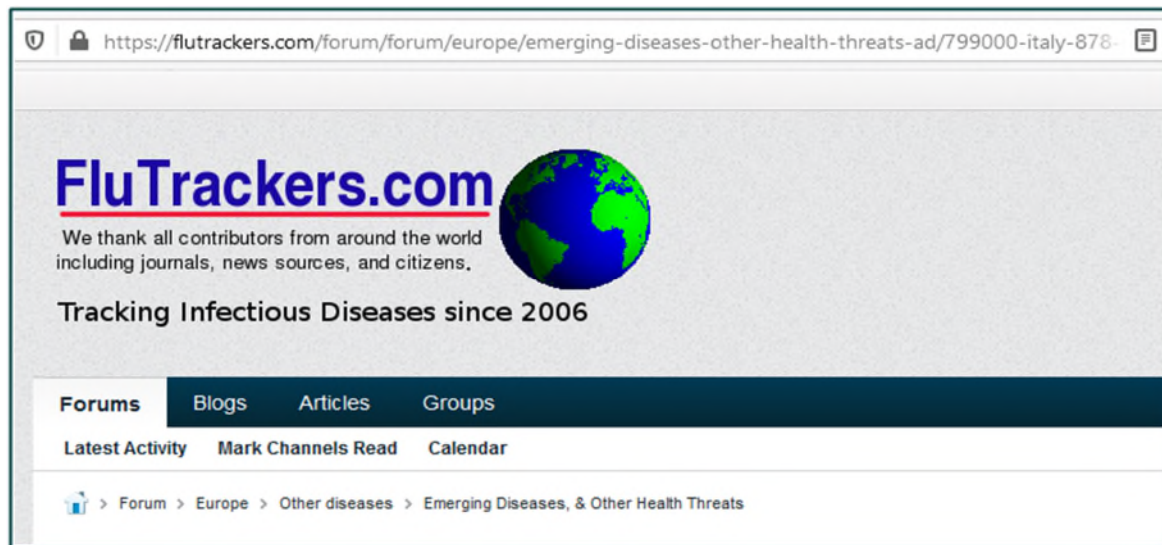 https://flutrackers.com/forum/forum/europe/emerging-diseases-other-health-threats-ad/799000-italy-878-
FluTrackers.com
We thank all contributors from around the world
including journals, news sources, and citizens.
Tracking Infectious Diseases since 2006
Forums Blogs Articles Groups
Latest Activity Mark Channels Read Calendar
> Forum > Europe > Other diseases > Emerging Diseases, & Other Health Threats